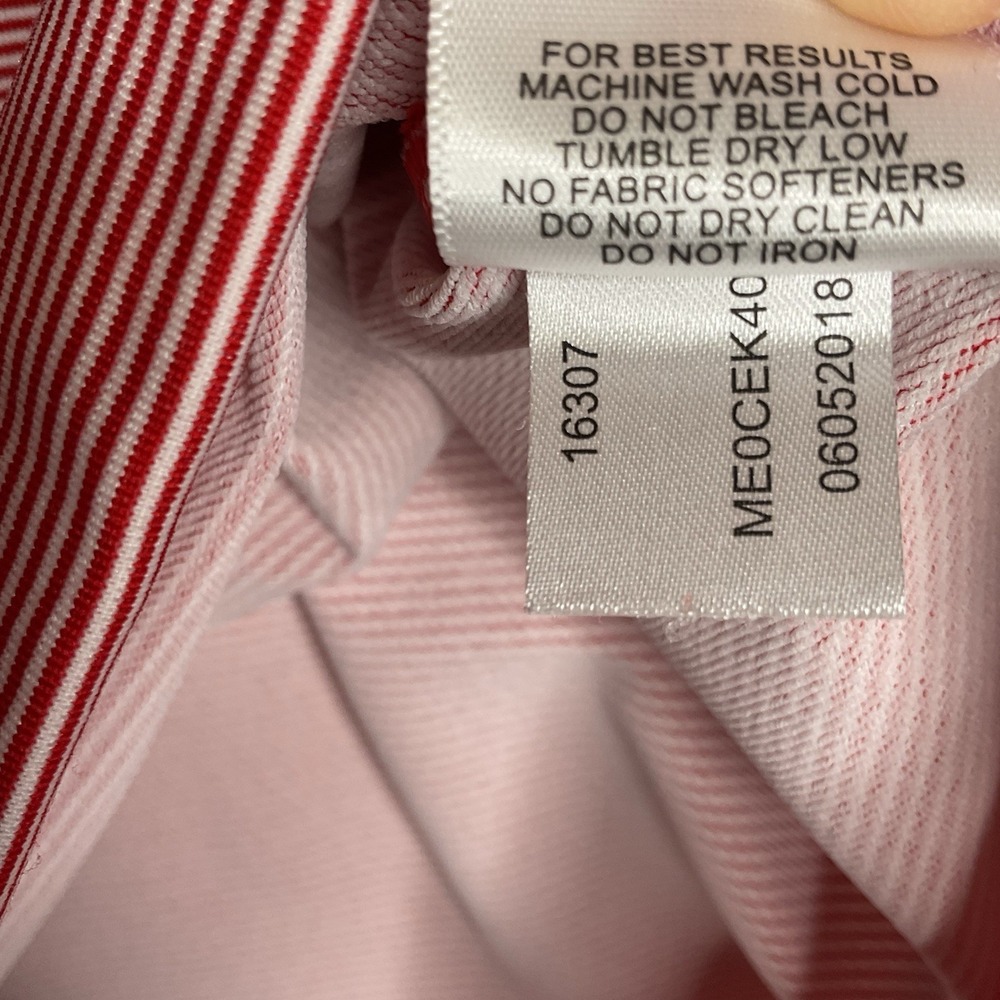 FOR BEST RESULTS
MACHINE WASH COLD
DO NOT BLEACH
TUMBLE DRY LOW
NO FABRIC SOFTENERS
DO NOT DRY CLEAN
DO NOT IRON
16307
ME0CEK40
06052018